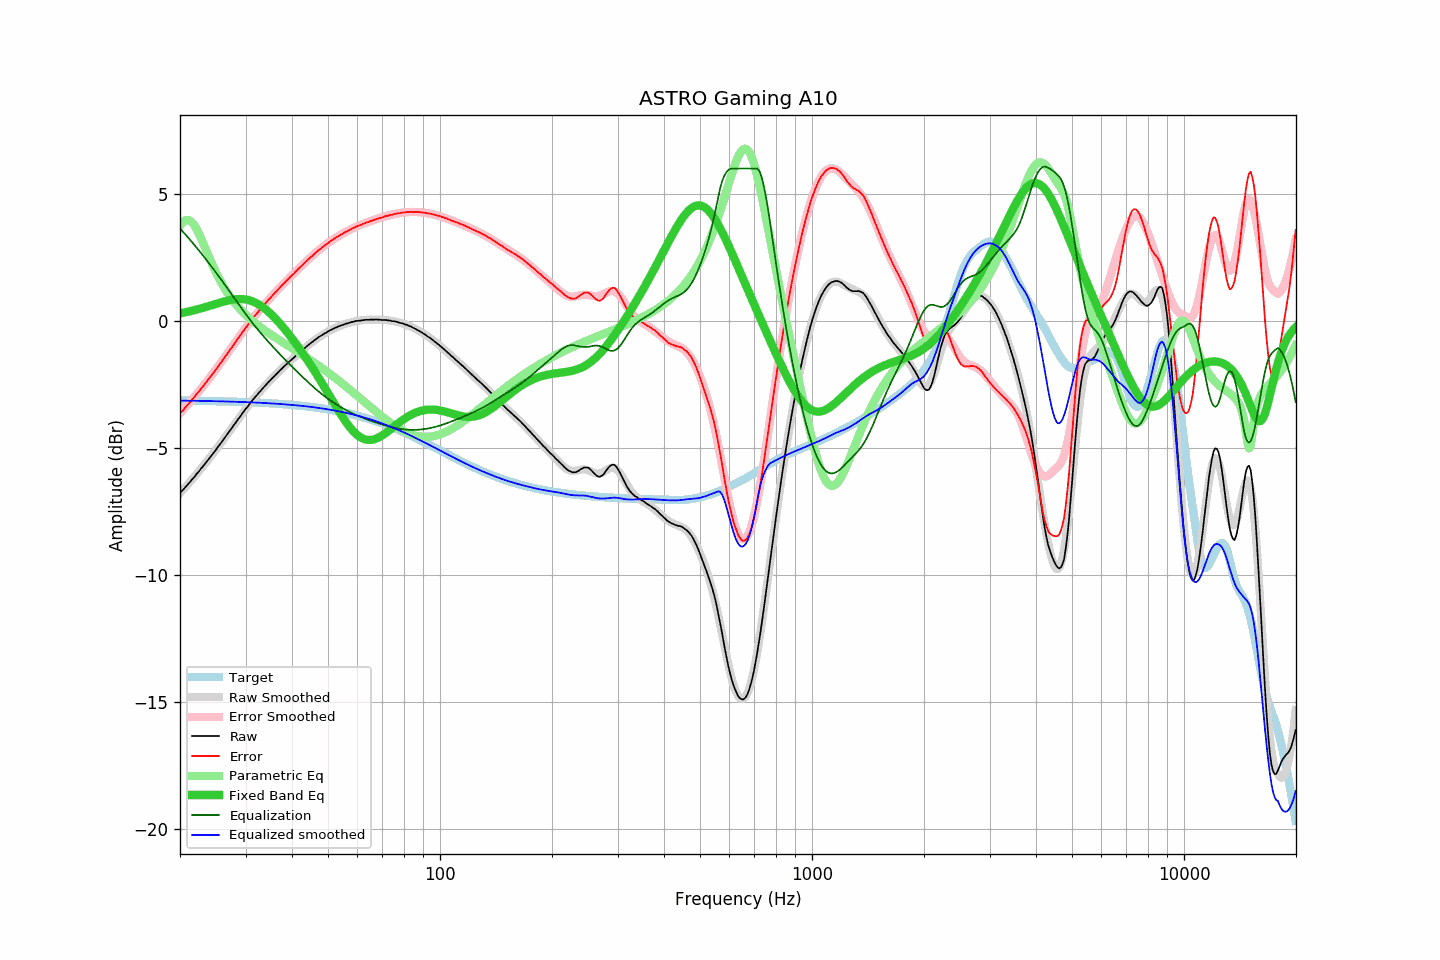 ASTRO Gaming A10
Amplitude (dBr)
5
0
−5
−10
−15
−20
Target
Raw Smoothed
Error Smoothed
Raw
Error
Parametric Eq
Fixed Band Eq
Equalization
Equalized smoothed
100 1000 10000
Frequency (Hz)